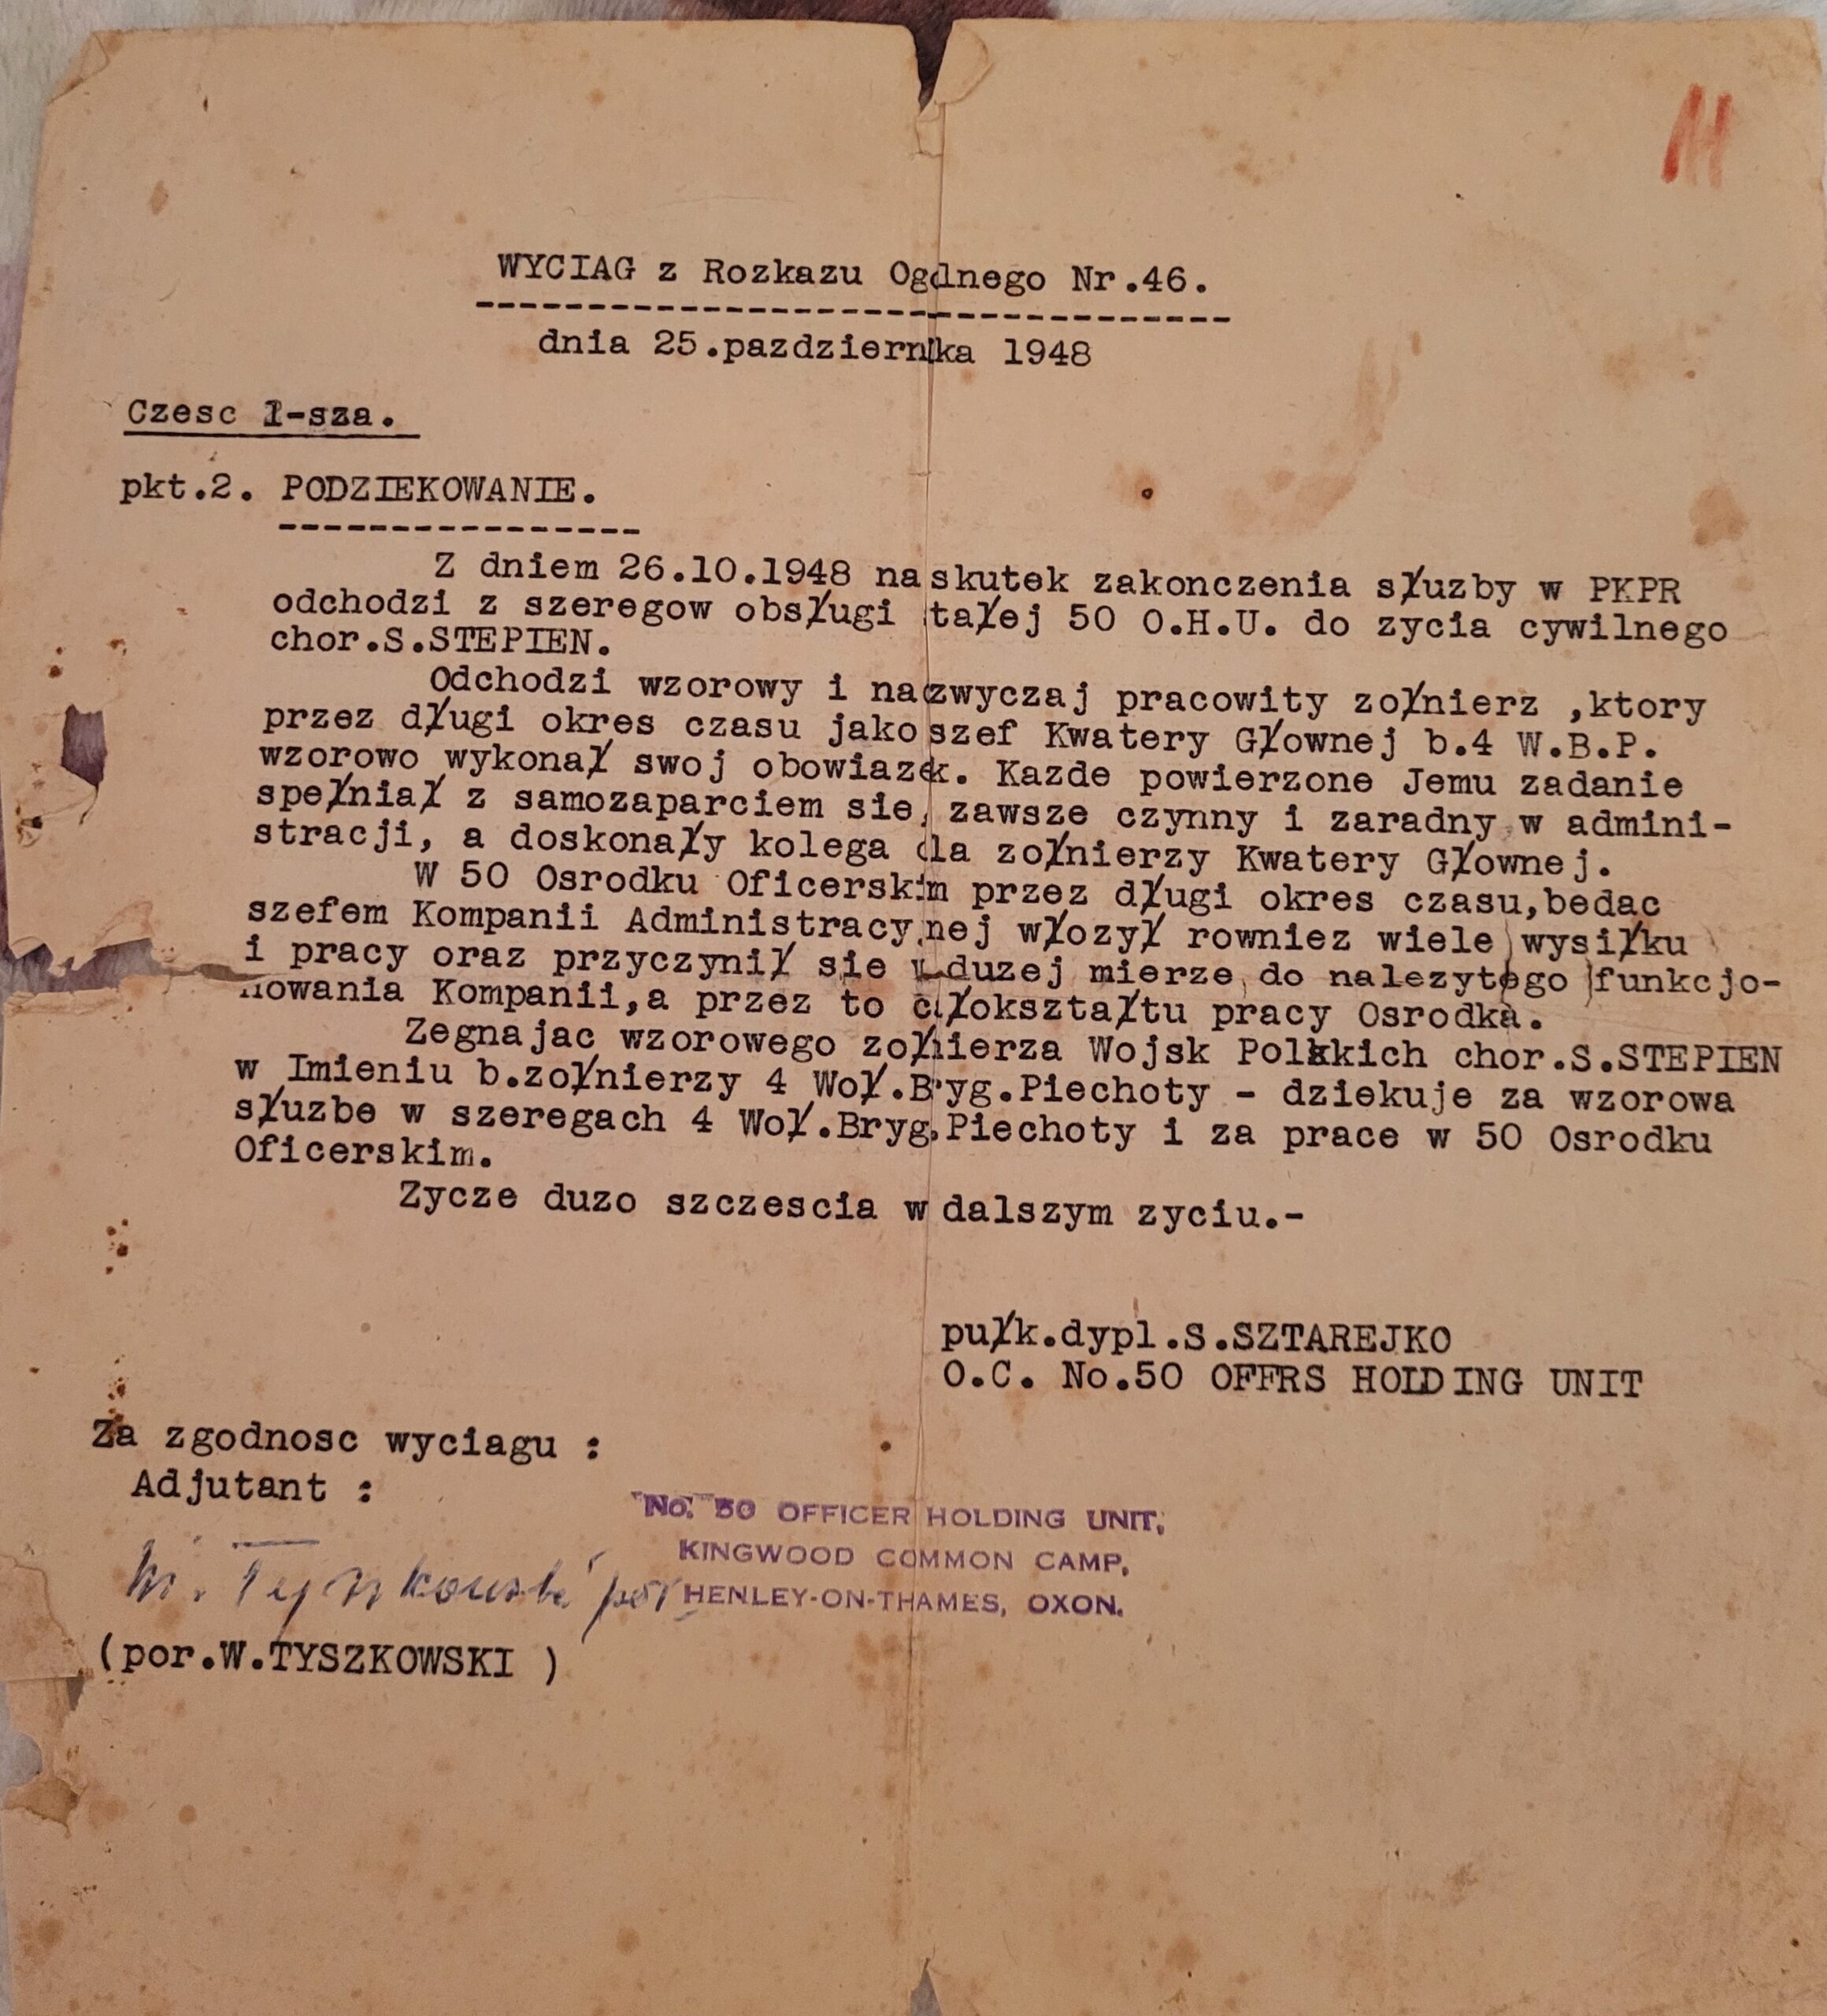 11
WYCIAG z Rozkazu Ogolnego Nr.46.
dnia 25.pazdziernika 1948
Czesc 1-sza.
pkt.2. PODZIEKOWANIE.
Z dniem 26.10.1948 na skutek zakonczenia służby w PKPR
odchodzi z szeregow obsługi stałej 50 O.H.U. do zycia cywilnego
chor.S.STEPIEN.
Odchodzi wzorowy i nadzwyczaj pracowity zołnierz ,ktory
przez długi okres czasu jako szef Kwatery Głownej b.4 W.B.P.
wzorowo wykonał swoj obowiazek. Kazde powierzone Jemu zadanie
spełniał z samozaparciem sie, zawsze czynny i zaradny w admini-
stracji, a doskonały kolega dla zołnierzy Kwatery Głownej.
W 50 Osrodku Oficerskim przez długi okres czasu,bedac
szefem Kompanii Administracyjnej włozył rowniez wiele wysiłku
i pracy oraz przyczynił sie w duzej mierze do nalezytego funkcjo-
nowania Kompanii,a przez to całokształtu pracy Osrodka.
Zegnajac wzorowego zołnierza Wojsk Polskich chor.S.STEPIEN
w Imieniu b.zołnierzy 4 Woł.Bryg.Piechoty - dziekuje za wzorowa
słuzbe w szeregach 4 Woł.Bryg.Piechoty i za prace w 50 Osrodku
Oficerskim.
Zycze duzo szczescia w dalszym zyciu.-
pułk.dypl.S.SZTAREJKO
O.C. No.50 OFFRS HOLDING UNIT
Za zgodnosc wyciagu :
Adjutant :
No. 50 OFFICER HOLDING UNIT,
KINGWOOD COMMON CAMP,
HENLEY-ON-THAMES, OXON.
W. Tyszkowski por
(por.W.TYSZKOWSKI )